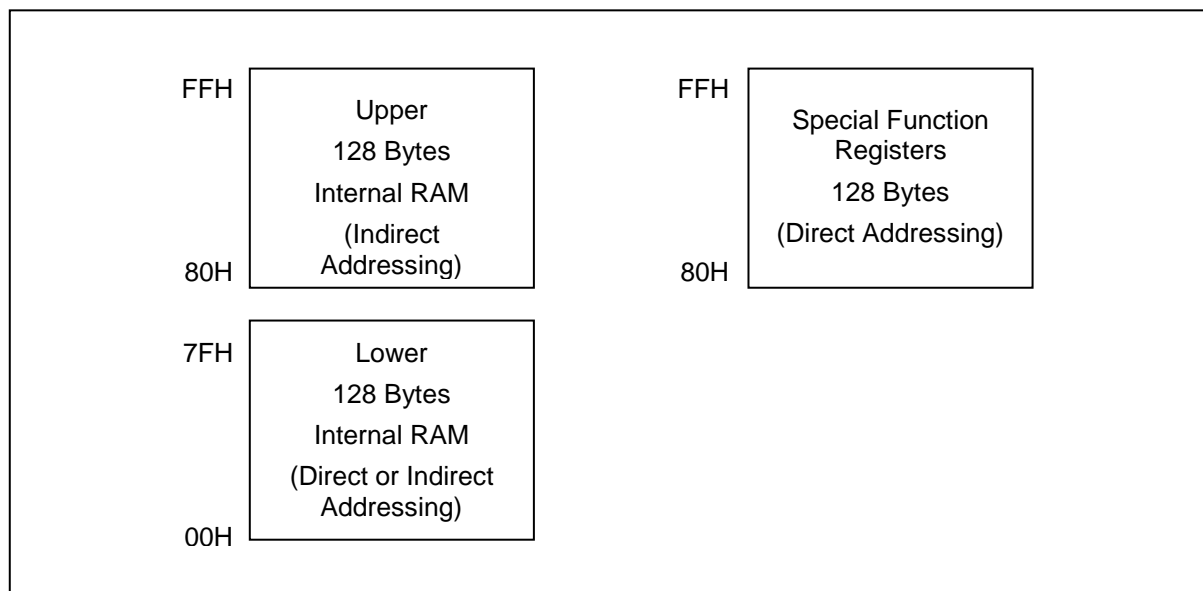 FFH
Upper
128 Bytes
Internal RAM
(Indirect
Addressing)
80H
FFH
Special Function
Registers
128 Bytes
(Direct Addressing)
80H
7FH
Lower
128 Bytes
Internal RAM
(Direct or Indirect
Addressing)
00H